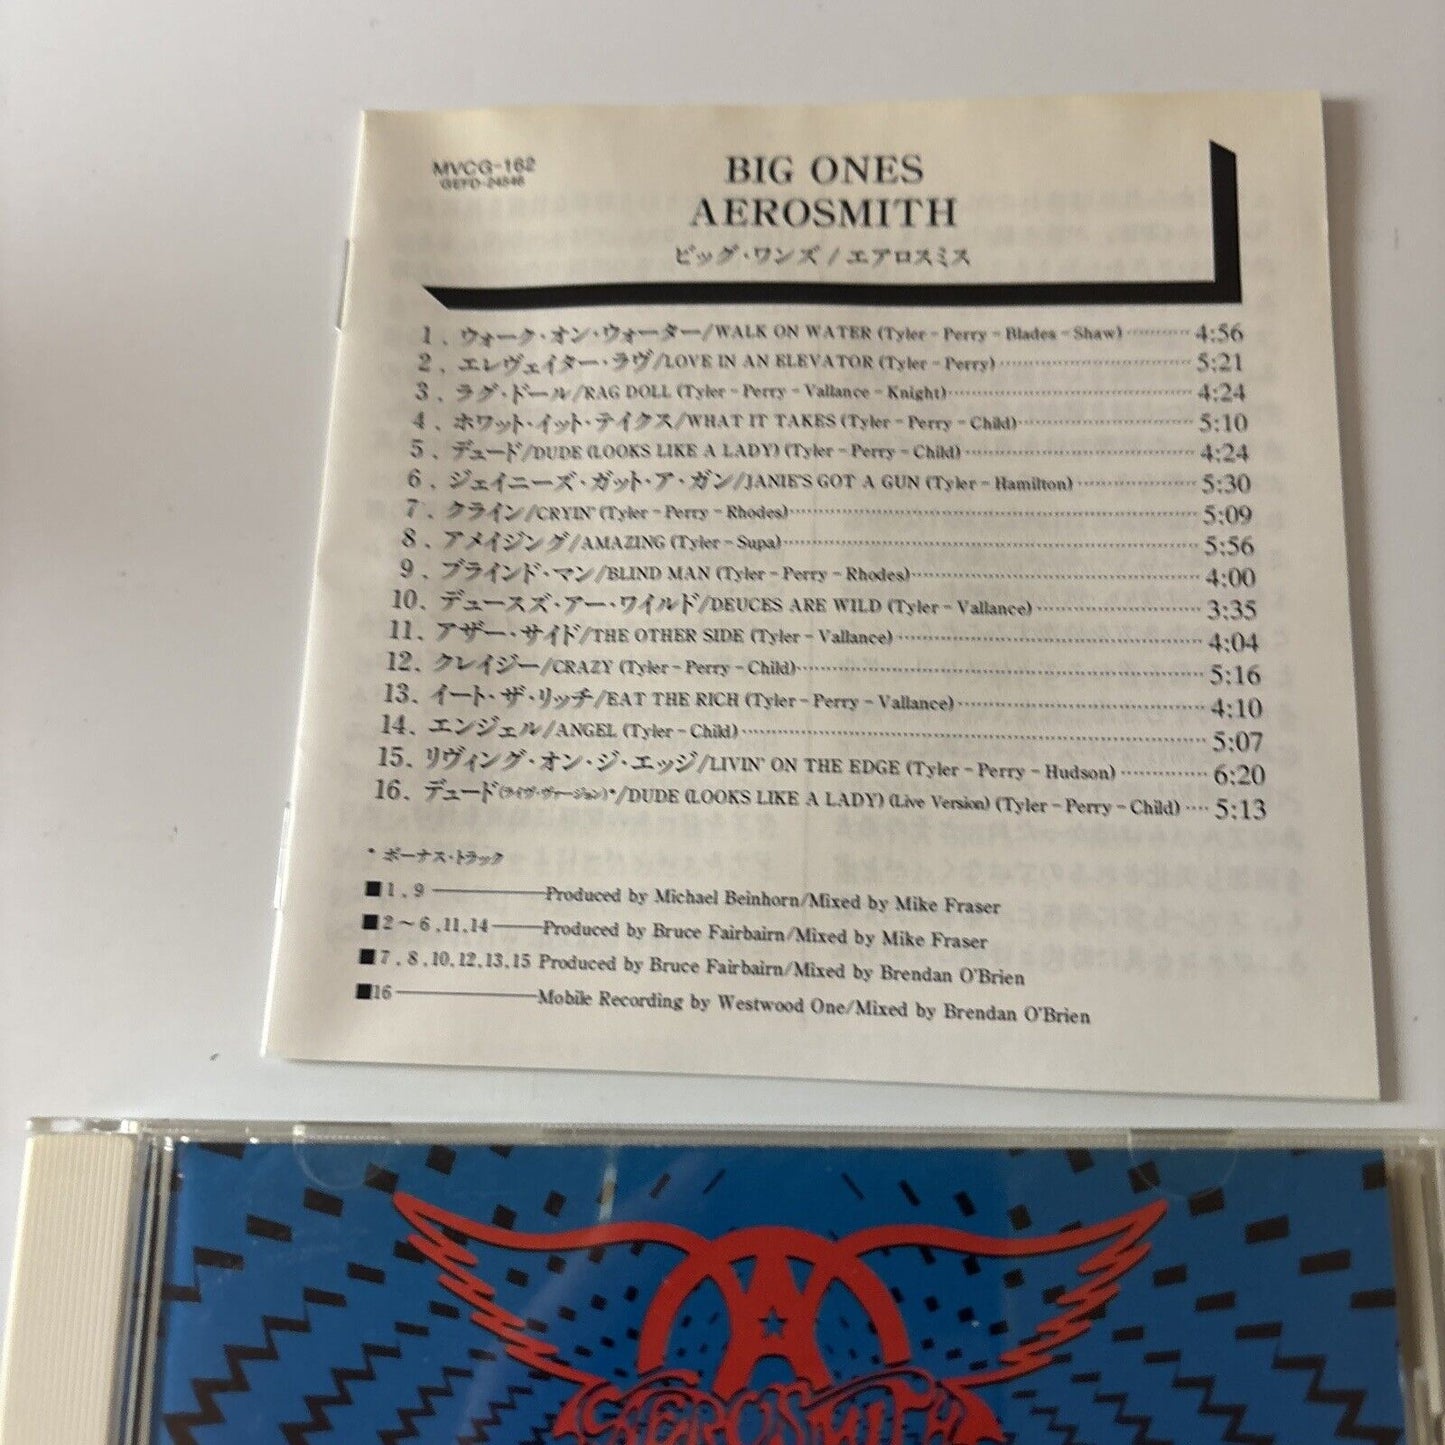 MVCG-162
GEFD-24546
BIG ONES
AEROSMITH
ビッグ・ワンズ / エアロスミス
1. ウォーク・オン・ウォーター/WALK ON WATER (Tyler－Perry－Blades－Shaw)………4:56
2. エレヴェイター・ラヴ/LOVE IN AN ELEVATOR (Tyler－Perry)………5:21
3. ラグ・ドール/RAG DOLL (Tyler－Perry－Vallance－Knight)………4:24
4. ホワット・イット・テイクス/WHAT IT TAKES (Tyler－Perry－Child)………5:10
5. デュード/DUDE (LOOKS LIKE A LADY) (Tyler－Perry－Child)………4:24
6. ジェイニーズ・ガット・ア・ガン/JANIE'S GOT A GUN (Tyler－Hamilton)………5:30
7. クライン/CRYIN' (Tyler－Perry－Rhodes)………5:09
8. アメイジング/AMAZING (Tyler－Supa)………5:56
9. ブラインド・マン/BLIND MAN (Tyler－Perry－Rhodes)………4:00
10. デュースズ・アー・ワイルド/DEUCES ARE WILD (Tyler－Vallance)………3:35
11. アザー・サイド/THE OTHER SIDE (Tyler－Vallance)………4:04
12. クレイジー/CRAZY (Tyler－Perry－Child)………5:16
13. イート・ザ・リッチ/EAT THE RICH (Tyler－Perry－Vallance)………4:10
14. エンジェル/ANGEL (Tyler－Child)………5:07
15. リヴィング・オン・ジ・エッジ/LIVIN' ON THE EDGE (Tyler－Perry－Hudson)………6:20
16. デュード(ライヴ・ヴァージョン)*/DUDE (LOOKS LIKE A LADY) (Live Version) (Tyler－Perry－Child)…5:13
* ボーナス・トラック
■1, 9 ————Produced by Michael Beinhorn/Mixed by Mike Fraser
■2～6,11,14——Produced by Bruce Fairbairn/Mixed by Mike Fraser
■7, 8,10,12,13,15 Produced by Bruce Fairbairn/Mixed by Brendan O'Brien
■16————Mobile Recording by Westwood One/Mixed by Brendan O'Brien
AEROSMITH